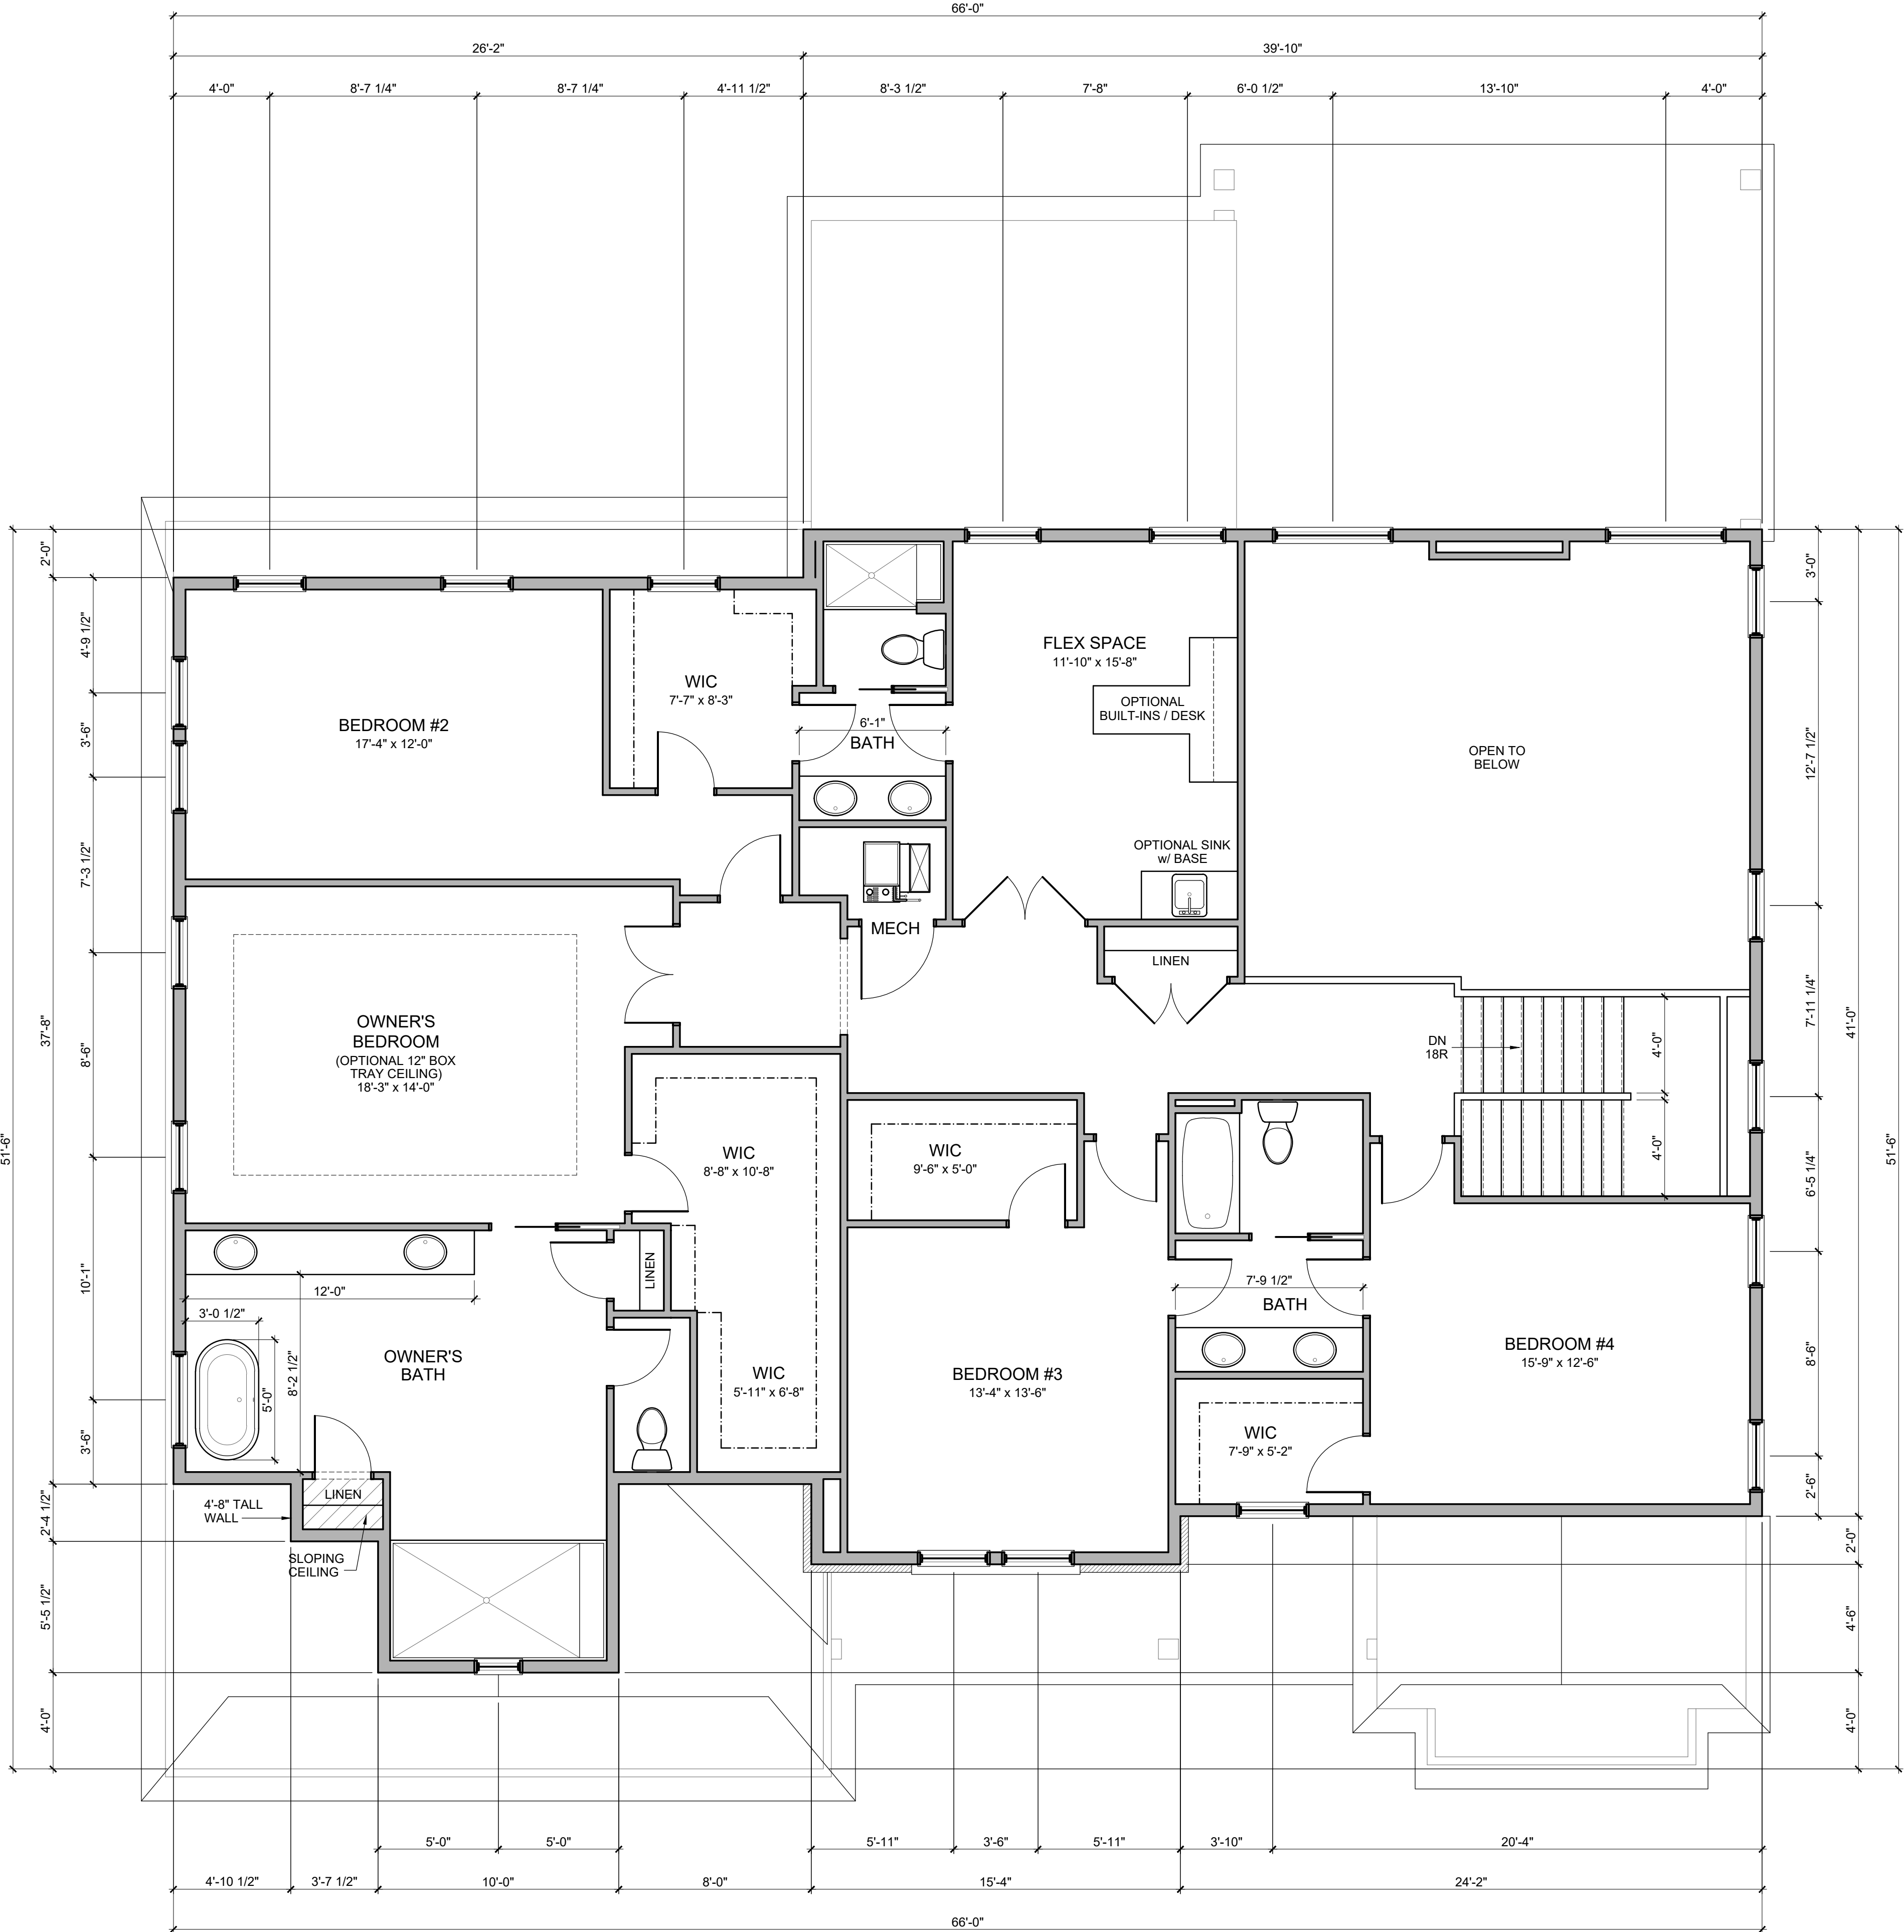 66'-0"
26'-2"
39'-10"
4'-0"
8'-7 1/4"
8'-7 1/4"
4'-11 1/2"
8'-3 1/2"
7'-8"
6'-0 1/2"
13'-10"
4'-0"
2'-0"
37'-8"
51'-6"
2'-4 1/2"
5'-5 1/2"
4'-0"
4'-9 1/2"
3'-6"
7'-3 1/2"
8'-6"
10'-1"
3'-6"
BEDROOM #2
17'-4" x 12'-0"
WIC
7'-7" x 8'-3"
6'-1"
BATH
MECH
FLEX SPACE
11'-10" x 15'-8"
OPTIONAL
BUILT-INS / DESK
OPTIONAL SINK
w/ BASE
LINEN
OPEN TO
BELOW
DN
18R
4'-0"
4'-0"
OWNER'S
BEDROOM
(OPTIONAL 12" BOX
TRAY CEILING)
18'-3" x 14'-0"
WIC
8'-8" x 10'-8"
WIC
9'-6" x 5'-0"
LINEN
12'-0"
3'-0 1/2"
5'-0"
8'-2 1/2"
OWNER'S
BATH
WIC
5'-11" x 6'-8"
BEDROOM #3
13'-4" x 13'-6"
7'-9 1/2"
BATH
WIC
7'-9" x 5'-2"
BEDROOM #4
15'-9" x 12'-6"
LINEN
4'-8" TALL
WALL
SLOPING
CEILING
3'-0"
12'-7 1/2"
7'-11 1/4"
6'-5 1/4"
8'-6"
2'-6"
41'-0"
2'-0"
4'-6"
4'-0"
51'-6"
5'-0"
5'-0"
5'-11"
3'-6"
5'-11"
3'-10"
20'-4"
4'-10 1/2"
3'-7 1/2"
10'-0"
8'-0"
15'-4"
24'-2"
66'-0"